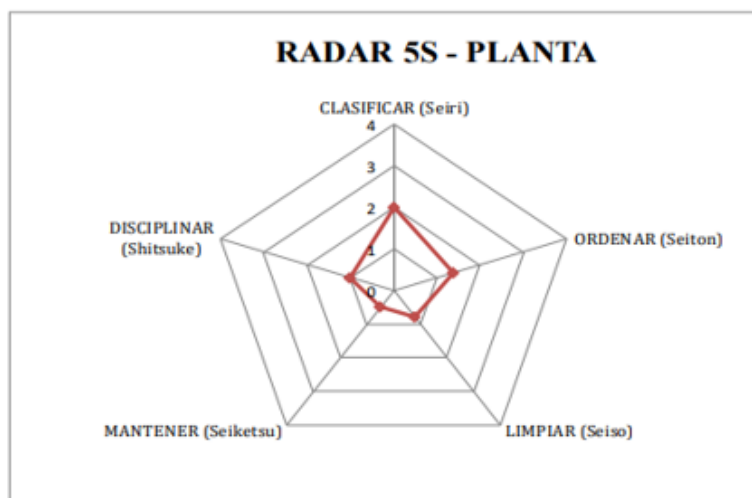 RADAR 5S - PLANTA
CLASIFICAR (Seiri)
4
3
2
1
0
DISCIPLINAR
(Shitsuke)
ORDENAR (Seiton)
MANTENER (Seiketsu)
LIMPIAR (Seiso)